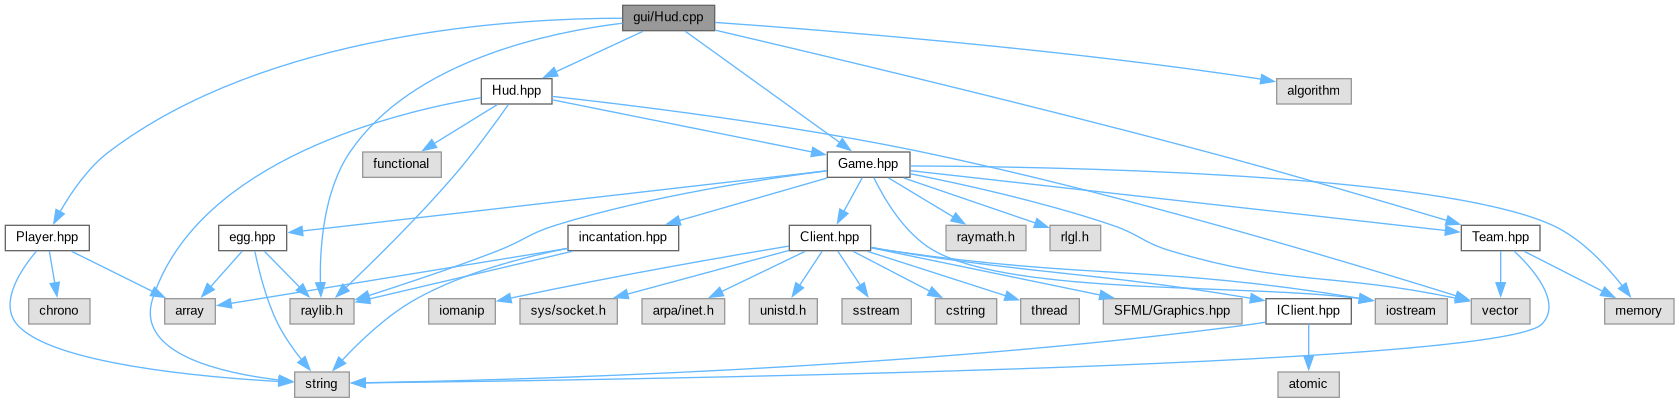 gui/Hud.cpp
Hud.hpp
algorithm
functional
Game.hpp
Player.hpp
egg.hpp
incantation.hpp
Client.hpp
raymath.h
rlgl.h
Team.hpp
chrono
array
raylib.h
iomanip
sys/socket.h
arpa/inet.h
unistd.h
sstream
cstring
thread
SFML/Graphics.hpp
IClient.hpp
iostream
vector
memory
string
atomic